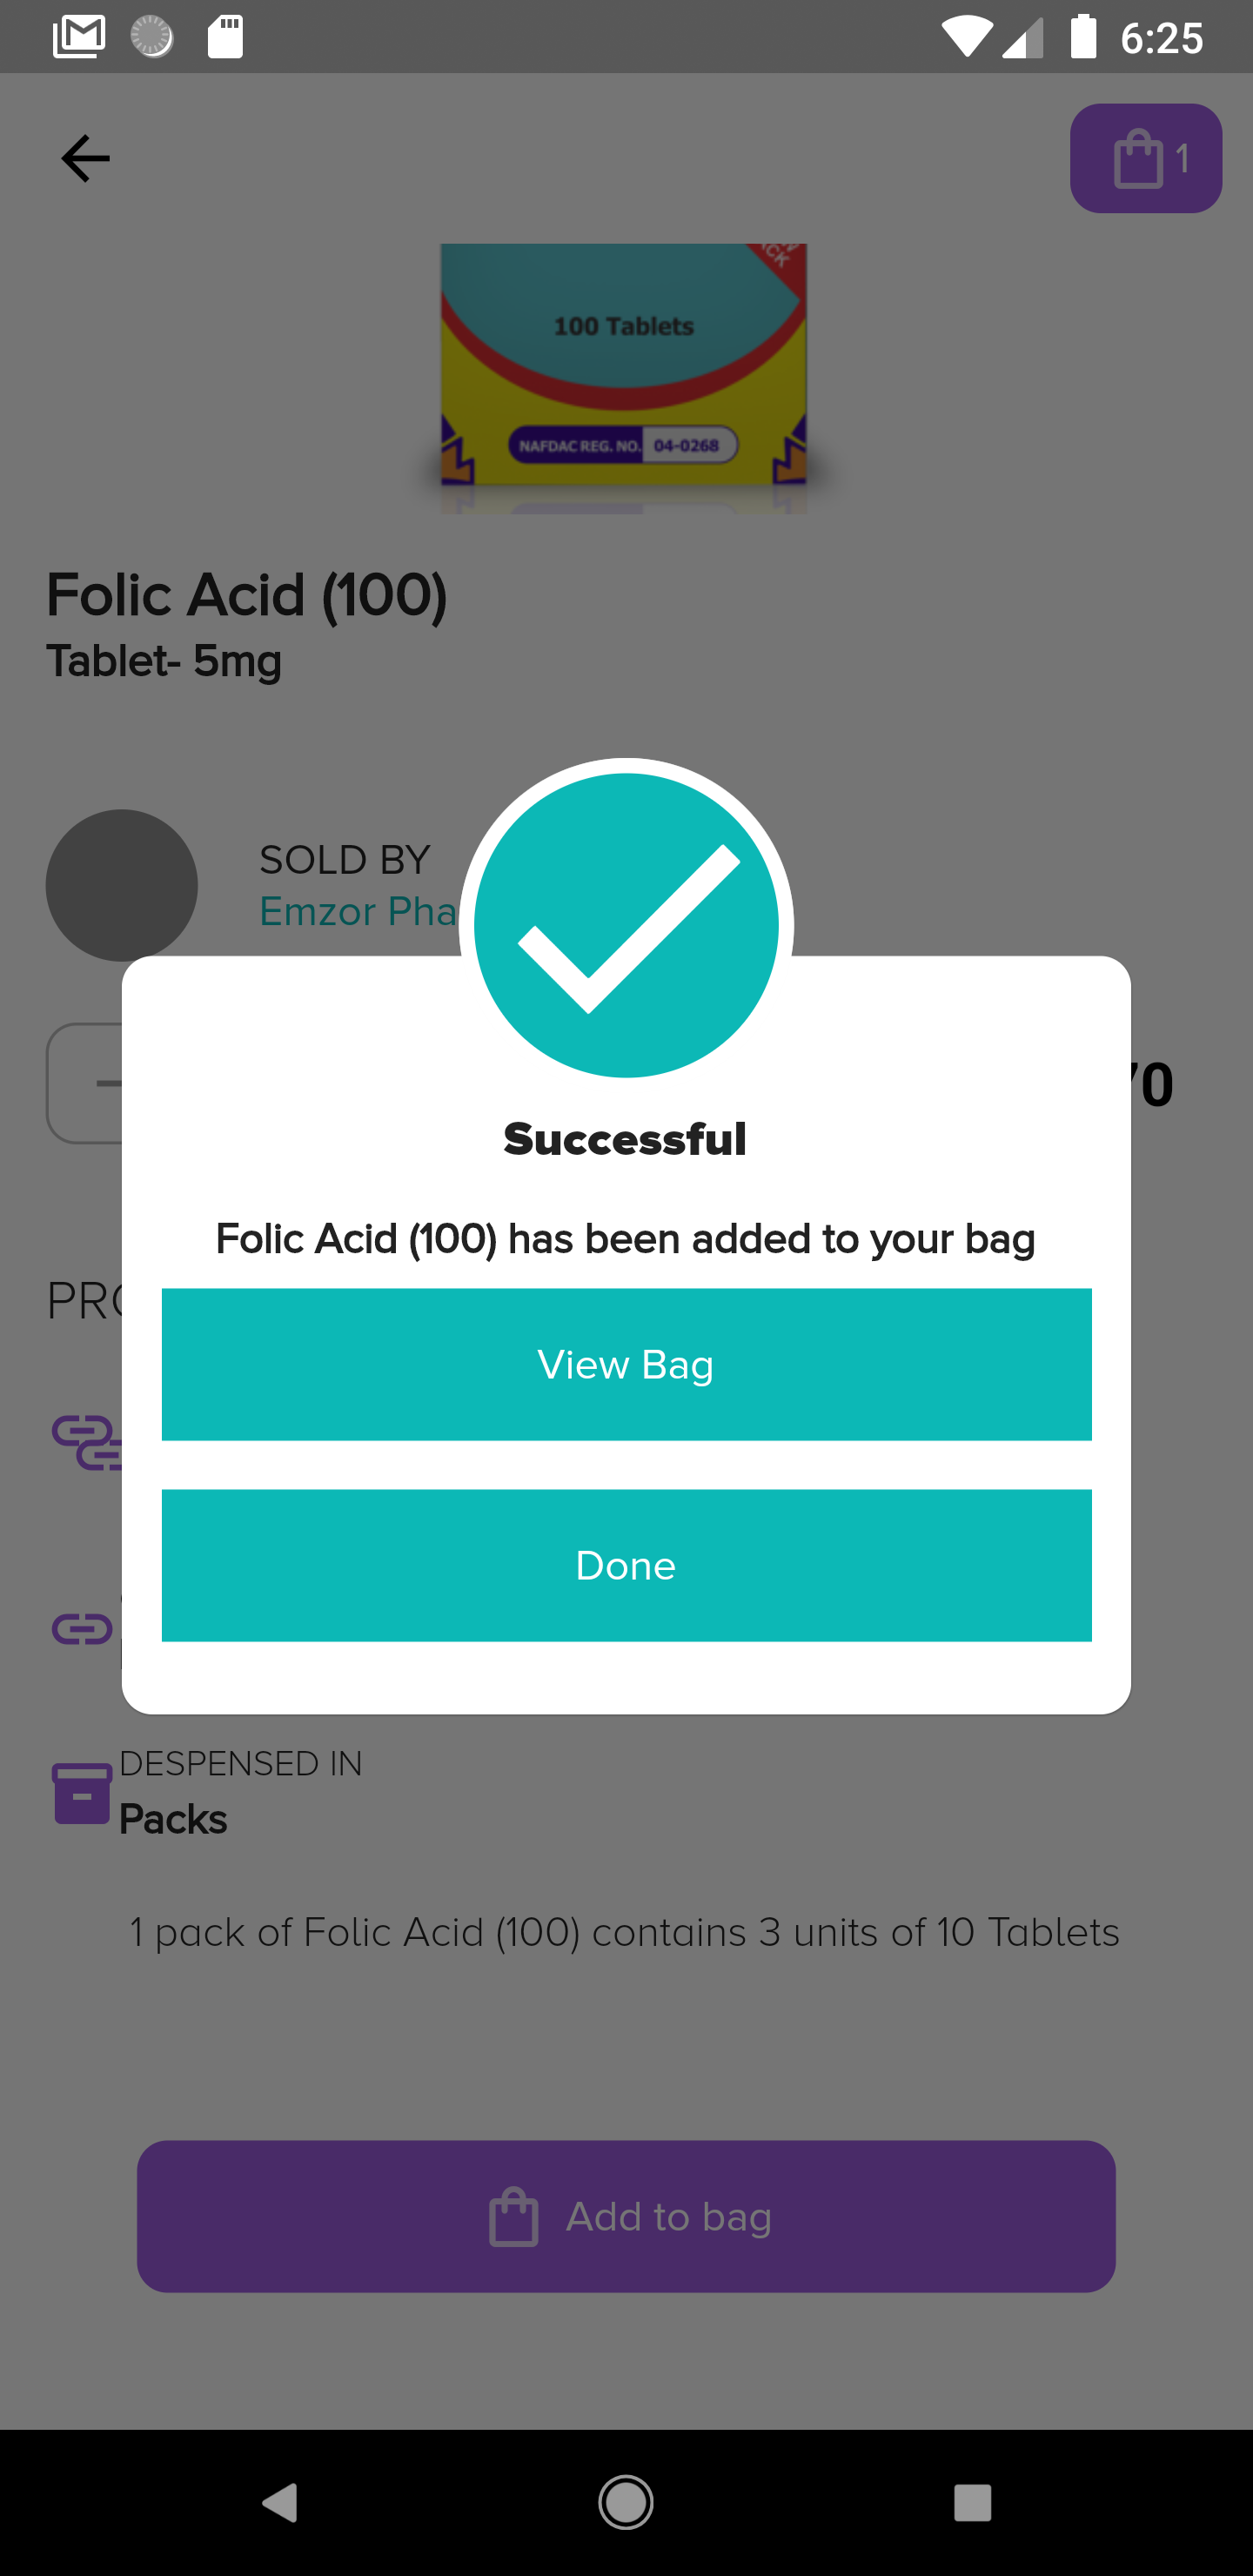 6:25
1
100 Tablets
NAFDAC REG. NO. 04-0268
Folic Acid (100)
Tablet- 5mg
SOLD BY
Emzor
70
Successful
Folic Acid (100) has been added to your bag
View Bag
Done
DESPENSED IN
Packs
1 pack of Folic Acid (100) contains 3 units of 10 Tablets
Add to bag